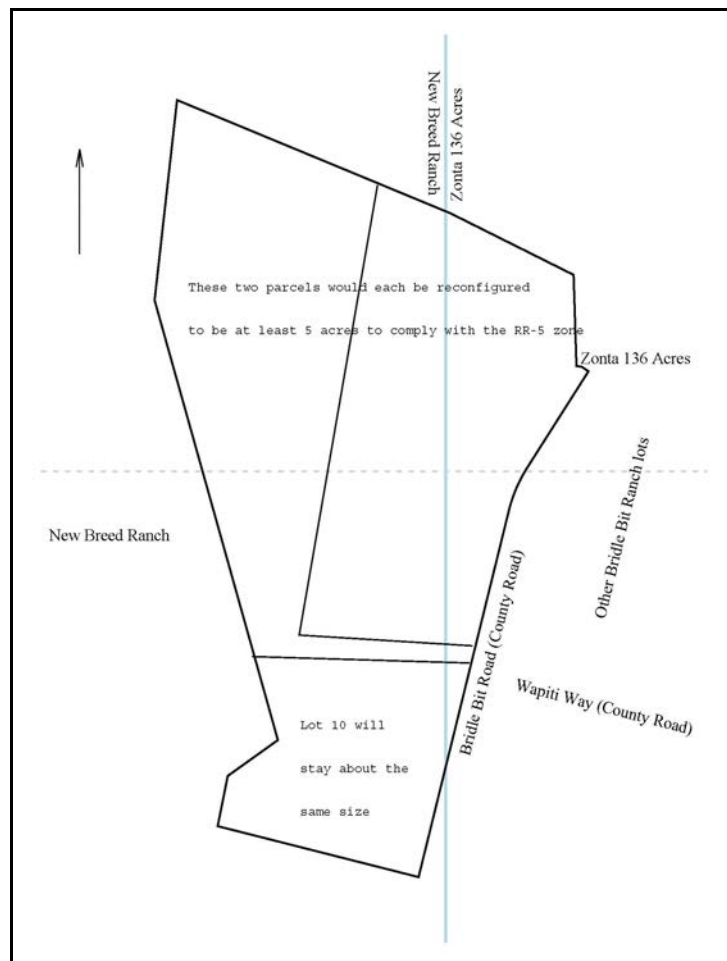 New Breed Ranch
Zonta 136 Acres
These two parcels would each be reconfigured
to be at least 5 acres to comply with the RR-5 zone
Zonta 136 Acres
Other Bridle Bit Ranch lots
New Breed Ranch
Bridle Bit Road (County Road)
Wapiti Way (County Road)
Lot 10 will
stay about the
same size